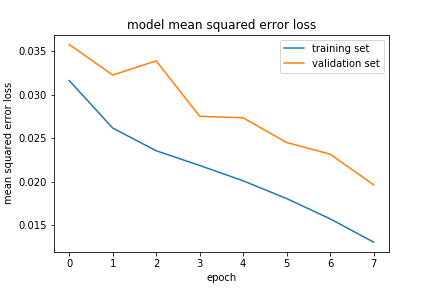 model mean squared error loss
training set
validation set
mean squared error loss
0.035
0.030
0.025
0.020
0.015
0 1 2 3 4 5 6 7
epoch